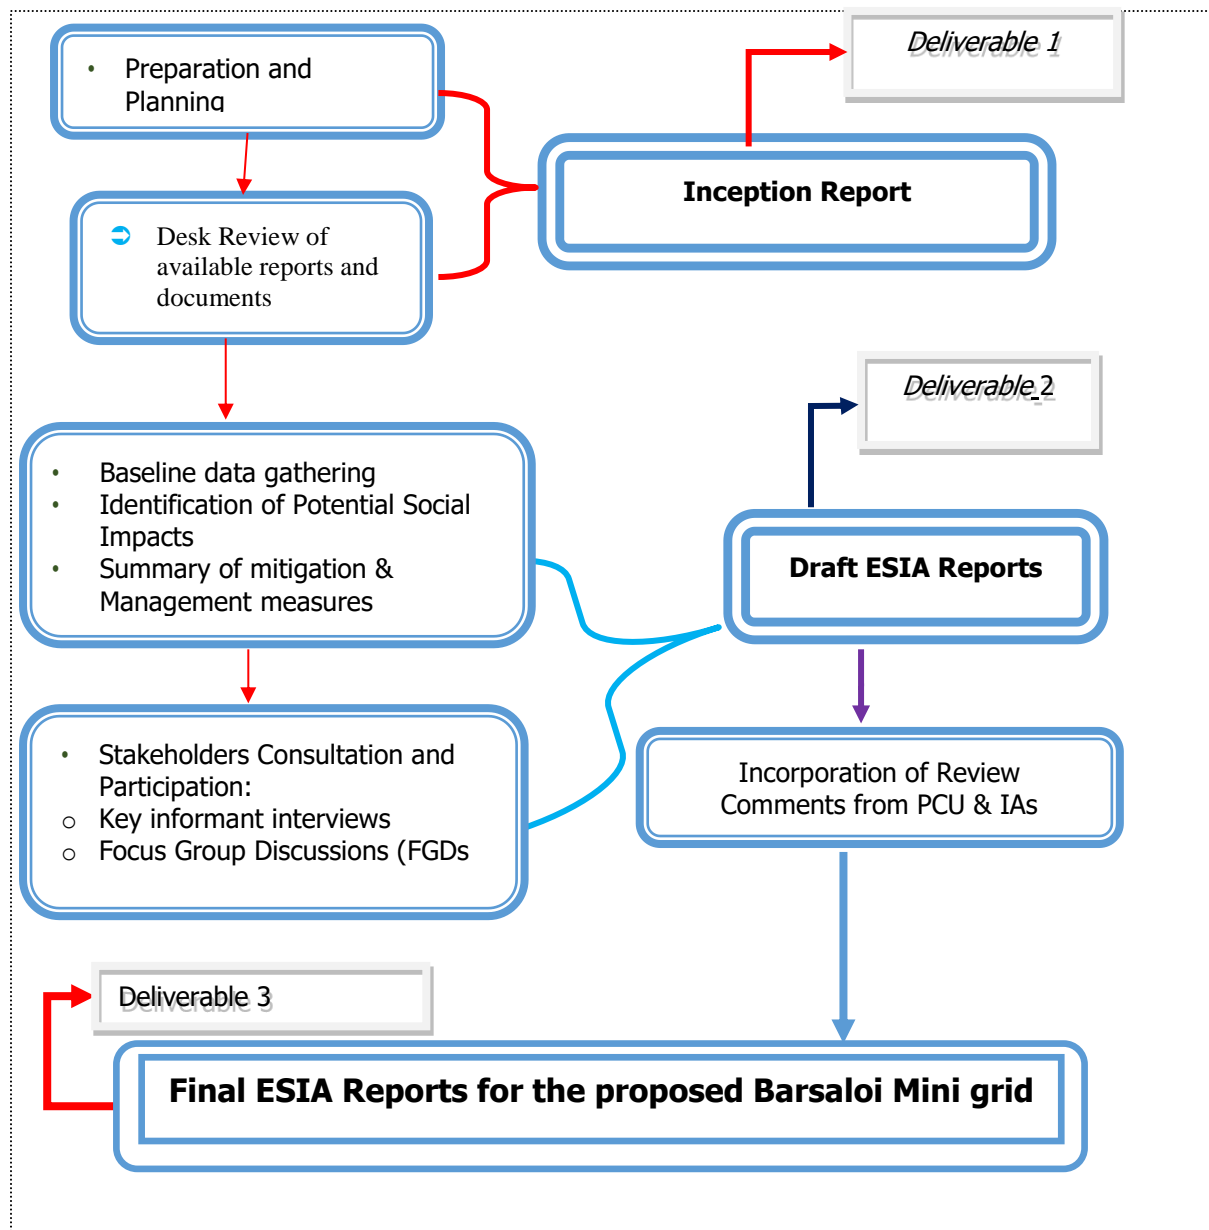 Deliverable 1
• Preparation and
Planning
Inception Report
➲ Desk Review of
available reports and
documents
Deliverable 2
• Baseline data gathering
• Identification of Potential Social
Impacts
• Summary of mitigation &
Management measures
Draft ESIA Reports
• Stakeholders Consultation and
Participation:
o Key informant interviews
o Focus Group Discussions (FGDs
Incorporation of Review
Comments from PCU & IAs
Deliverable 3
Final ESIA Reports for the proposed Barsaloi Mini grid